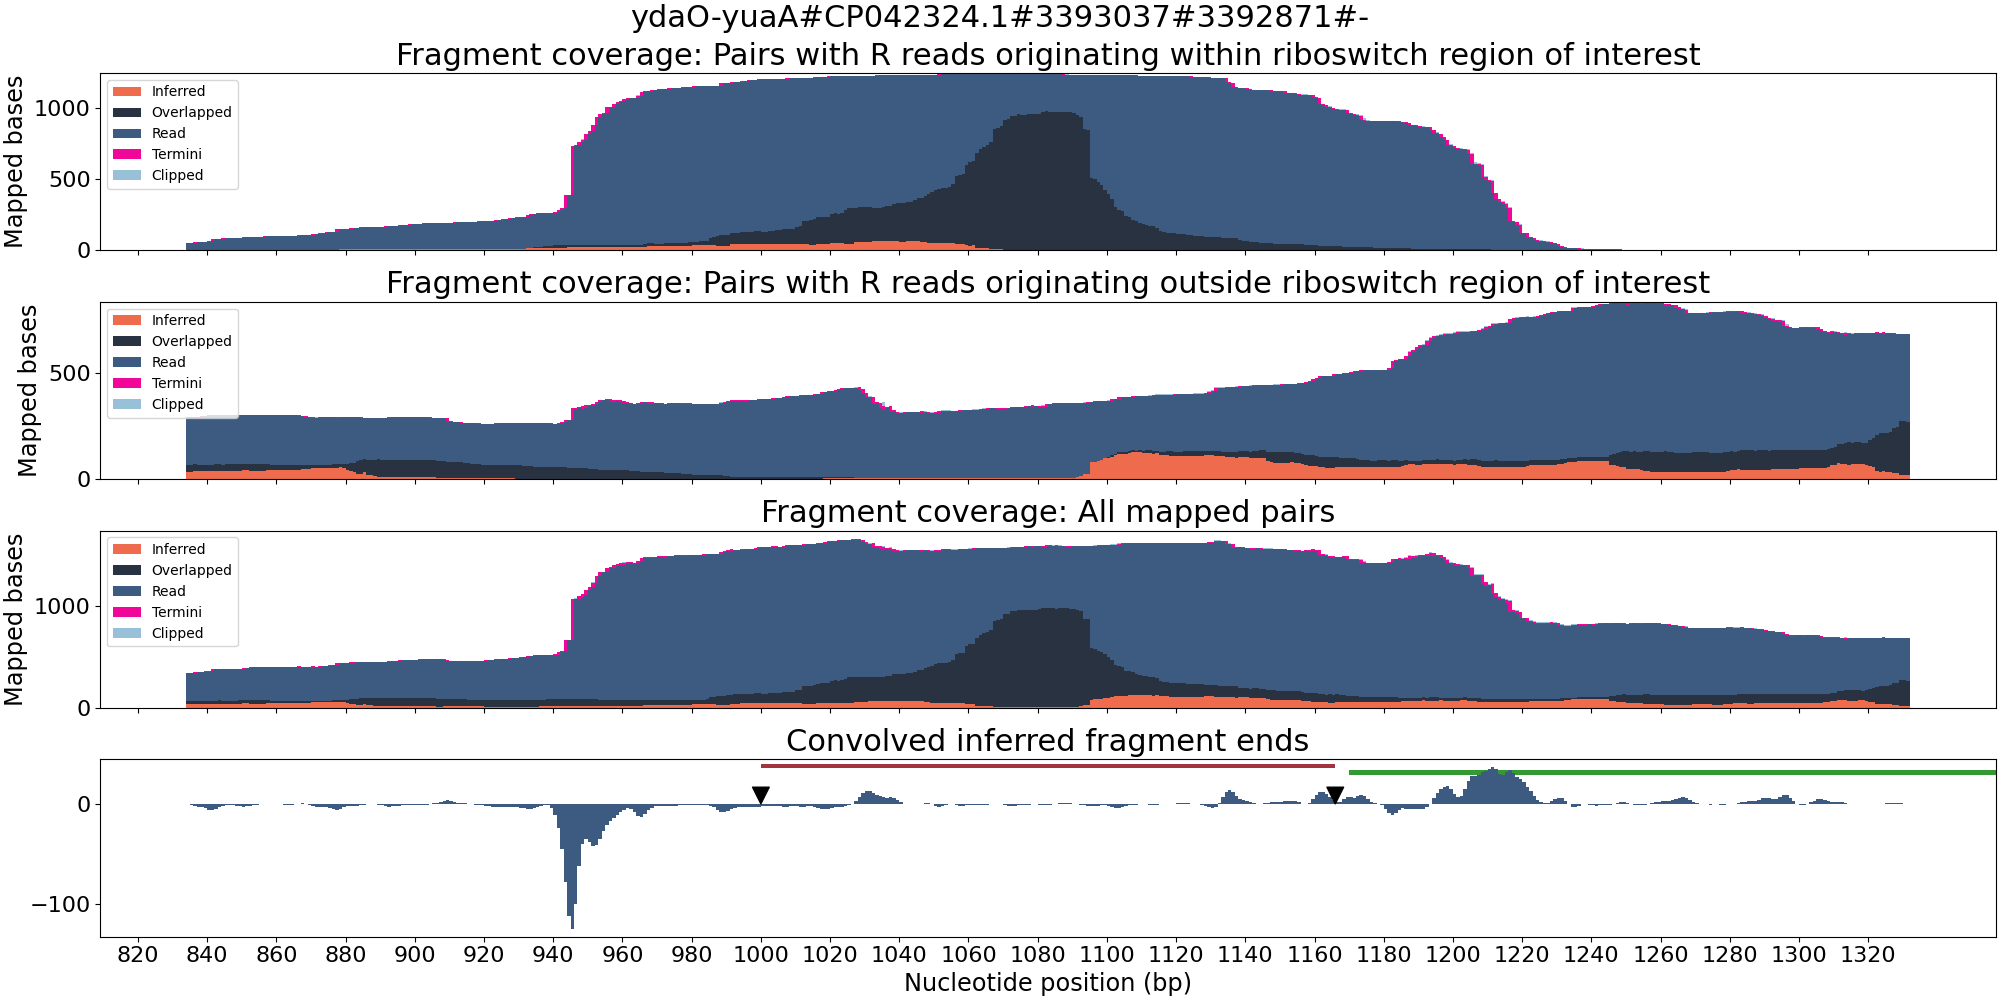 ydaO-yuaA#CP042324.1#3393037#3392871#-
Fragment coverage: Pairs with R reads originating within riboswitch region of interest
Mapped bases
1000
500
0
Inferred
Overlapped
Read
Termini
Clipped
Fragment coverage: Pairs with R reads originating outside riboswitch region of interest
Mapped bases
500
0
Inferred
Overlapped
Read
Termini
Clipped
Fragment coverage: All mapped pairs
Mapped bases
1000
0
Inferred
Overlapped
Read
Termini
Clipped
Convolved inferred fragment ends
0
−100
820 840 860 880 900 920 940 960 980 1000 1020 1040 1060 1080 1100 1120 1140 1160 1180 1200 1220 1240 1260 1280 1300 1320
Nucleotide position (bp)